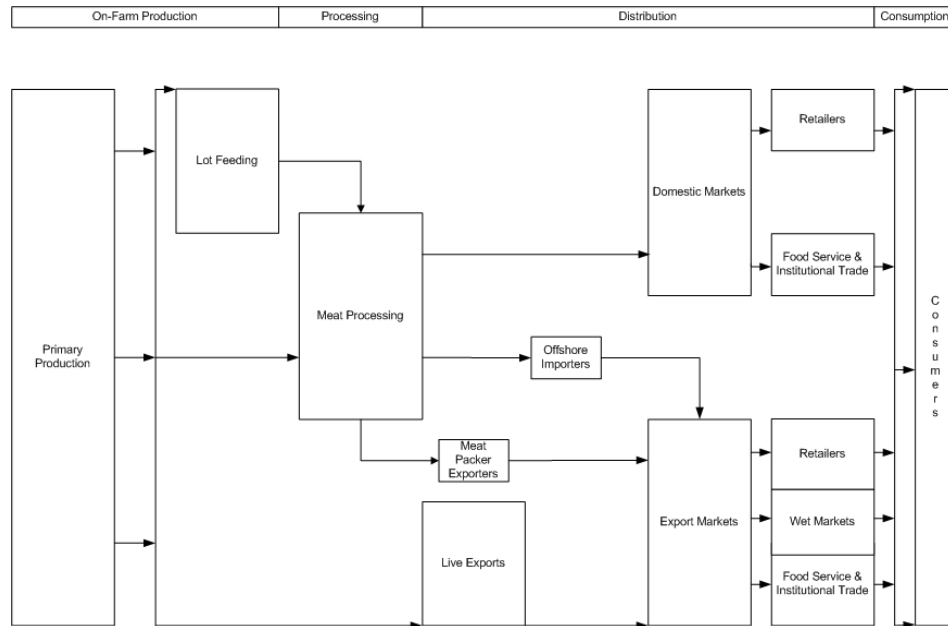 On-Farm Production
Processing
Distribution
Consumption
Retailers
Lot Feeding
Domestic Markets
Food Service &
Institutional Trade
Meat Processing
Primary
Production
Offshore
Importers
C
o
n
s
u
m
e
r
s
Meat
Packer
Exporters
Retailers
Export Markets
Wet Markets
Live Exports
Food Service &
Institutional Trade